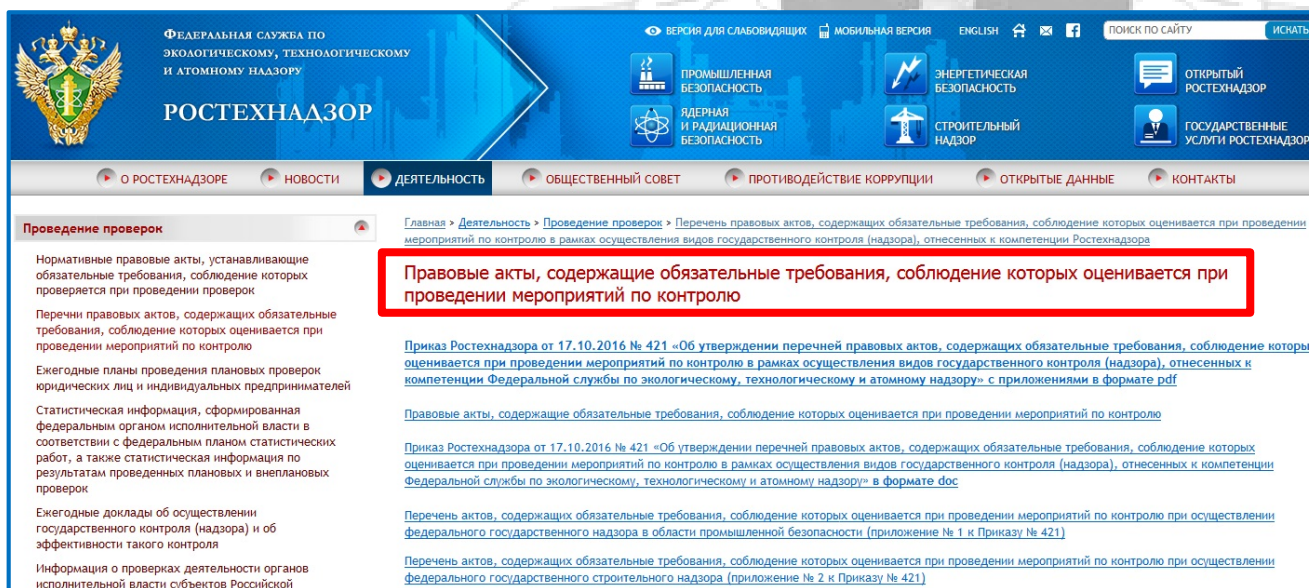 ФЕДЕРАЛЬНАЯ СЛУЖБА ПО
ЭКОЛОГИЧЕСКОМУ, ТЕХНОЛОГИЧЕСКОМУ
И АТОМНОМУ НАДЗОРУ
РОСТЕХНАДЗОР
ВЕРСИЯ ДЛЯ СЛАБОВИДЯЩИХ
МОБИЛЬНАЯ ВЕРСИЯ
ENGLISH
ПОИСК ПО САЙТУ
ИСКАТЬ
ПРОМЫШЛЕННАЯ
БЕЗОПАСНОСТЬ
ЭНЕРГЕТИЧЕСКАЯ
БЕЗОПАСНОСТЬ
ОТКРЫТЫЙ
РОСТЕХНАДЗОР
ЯДЕРНАЯ
И РАДИАЦИОННАЯ
БЕЗОПАСНОСТЬ
СТРОИТЕЛЬНЫЙ
НАДЗОР
ГОСУДАРСТВЕННЫЕ
УСЛУГИ РОСТЕХНАДЗОР
О РОСТЕХНАДЗОРЕ
НОВОСТИ
ДЕЯТЕЛЬНОСТЬ
ОБЩЕСТВЕННЫЙ СОВЕТ
ПРОТИВОДЕЙСТВИЕ КОРРУПЦИИ
ОТКРЫТЫЕ ДАННЫЕ
КОНТАКТЫ
Проведение проверок
Нормативные правовые акты, устанавливающие
обязательные требования, соблюдение которых
проверяется при проведении проверок
Перечни правовых актов, содержащих обязательные
требования, соблюдение которых оценивается при
проведении мероприятий по контролю
Ежегодные планы проведения плановых проверок
юридических лиц и индивидуальных предпринимателей
Статистическая информация, сформированная
федеральным органом исполнительной власти в
соответствии с федеральным планом статистических
работ, а также статистическая информация по
результатам проведенных плановых и внеплановых
проверок
Ежегодные доклады об осуществлении
государственного контроля (надзора) и об
эффективности такого контроля
Информация о проверках деятельности органов
исполнительной власти субъектов Российской
Главная > Деятельность > Проведение проверок > Перечень правовых актов, содержащих обязательные требования, соблюдение которых оценивается при проведении
мероприятий по контролю в рамках осуществления видов государственного контроля (надзора), отнесенных к компетенции Ростехнадзора
Правовые акты, содержащие обязательные требования, соблюдение которых оценивается при
проведении мероприятий по контролю
Приказ Ростехнадзора от 17.10.2016 № 421 «Об утверждении перечней правовых актов, содержащих обязательные требования, соблюдение которы
оценивается при проведении мероприятий по контролю в рамках осуществления видов государственного контроля (надзора), отнесенных к
компетенции Федеральной службы по экологическому, технологическому и атомному надзору» с приложениями в формате pdf
Правовые акты, содержащие обязательные требования, соблюдение которых оценивается при проведении мероприятий по контролю
Приказ Ростехнадзора от 17.10.2016 № 421 «Об утверждении перечней правовых актов, содержащих обязательные требования, соблюдение которых
оценивается при проведении мероприятий по контролю в рамках осуществления видов государственного контроля (надзора), отнесенных к компетенции
Федеральной службы по экологическому, технологическому и атомному надзору» в формате doc
Перечень актов, содержащих обязательные требования, соблюдение которых оценивается при проведении мероприятий по контролю при осуществлении
федерального государственного надзора в области промышленной безопасности (приложение № 1 к Приказу № 421)
Перечень актов, содержащих обязательные требования, соблюдение которых оценивается при проведении мероприятий по контролю при осуществлении
федерального государственного строительного надзора (приложение № 2 к Приказу № 421)